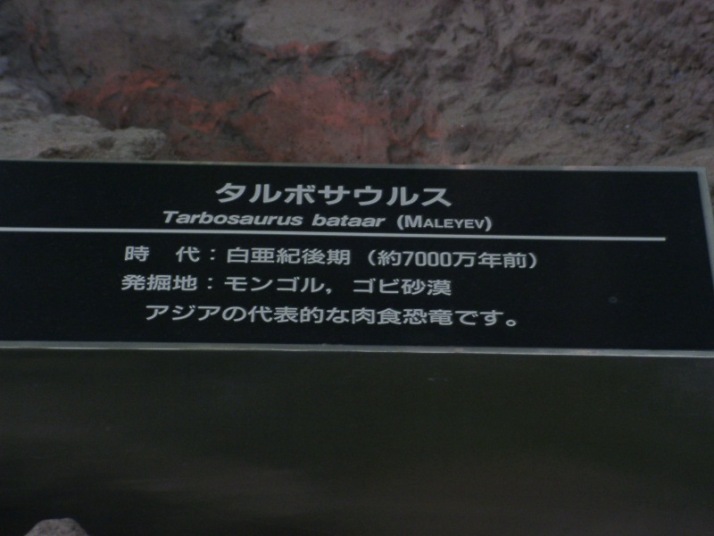 タルボサウルス
Tarbosaurus bataar (MALEYEV)
時　代：白亜紀後期（約7000万年前）
発掘地：モンゴル，ゴビ砂漠
アジアの代表的な肉食恐竜です。